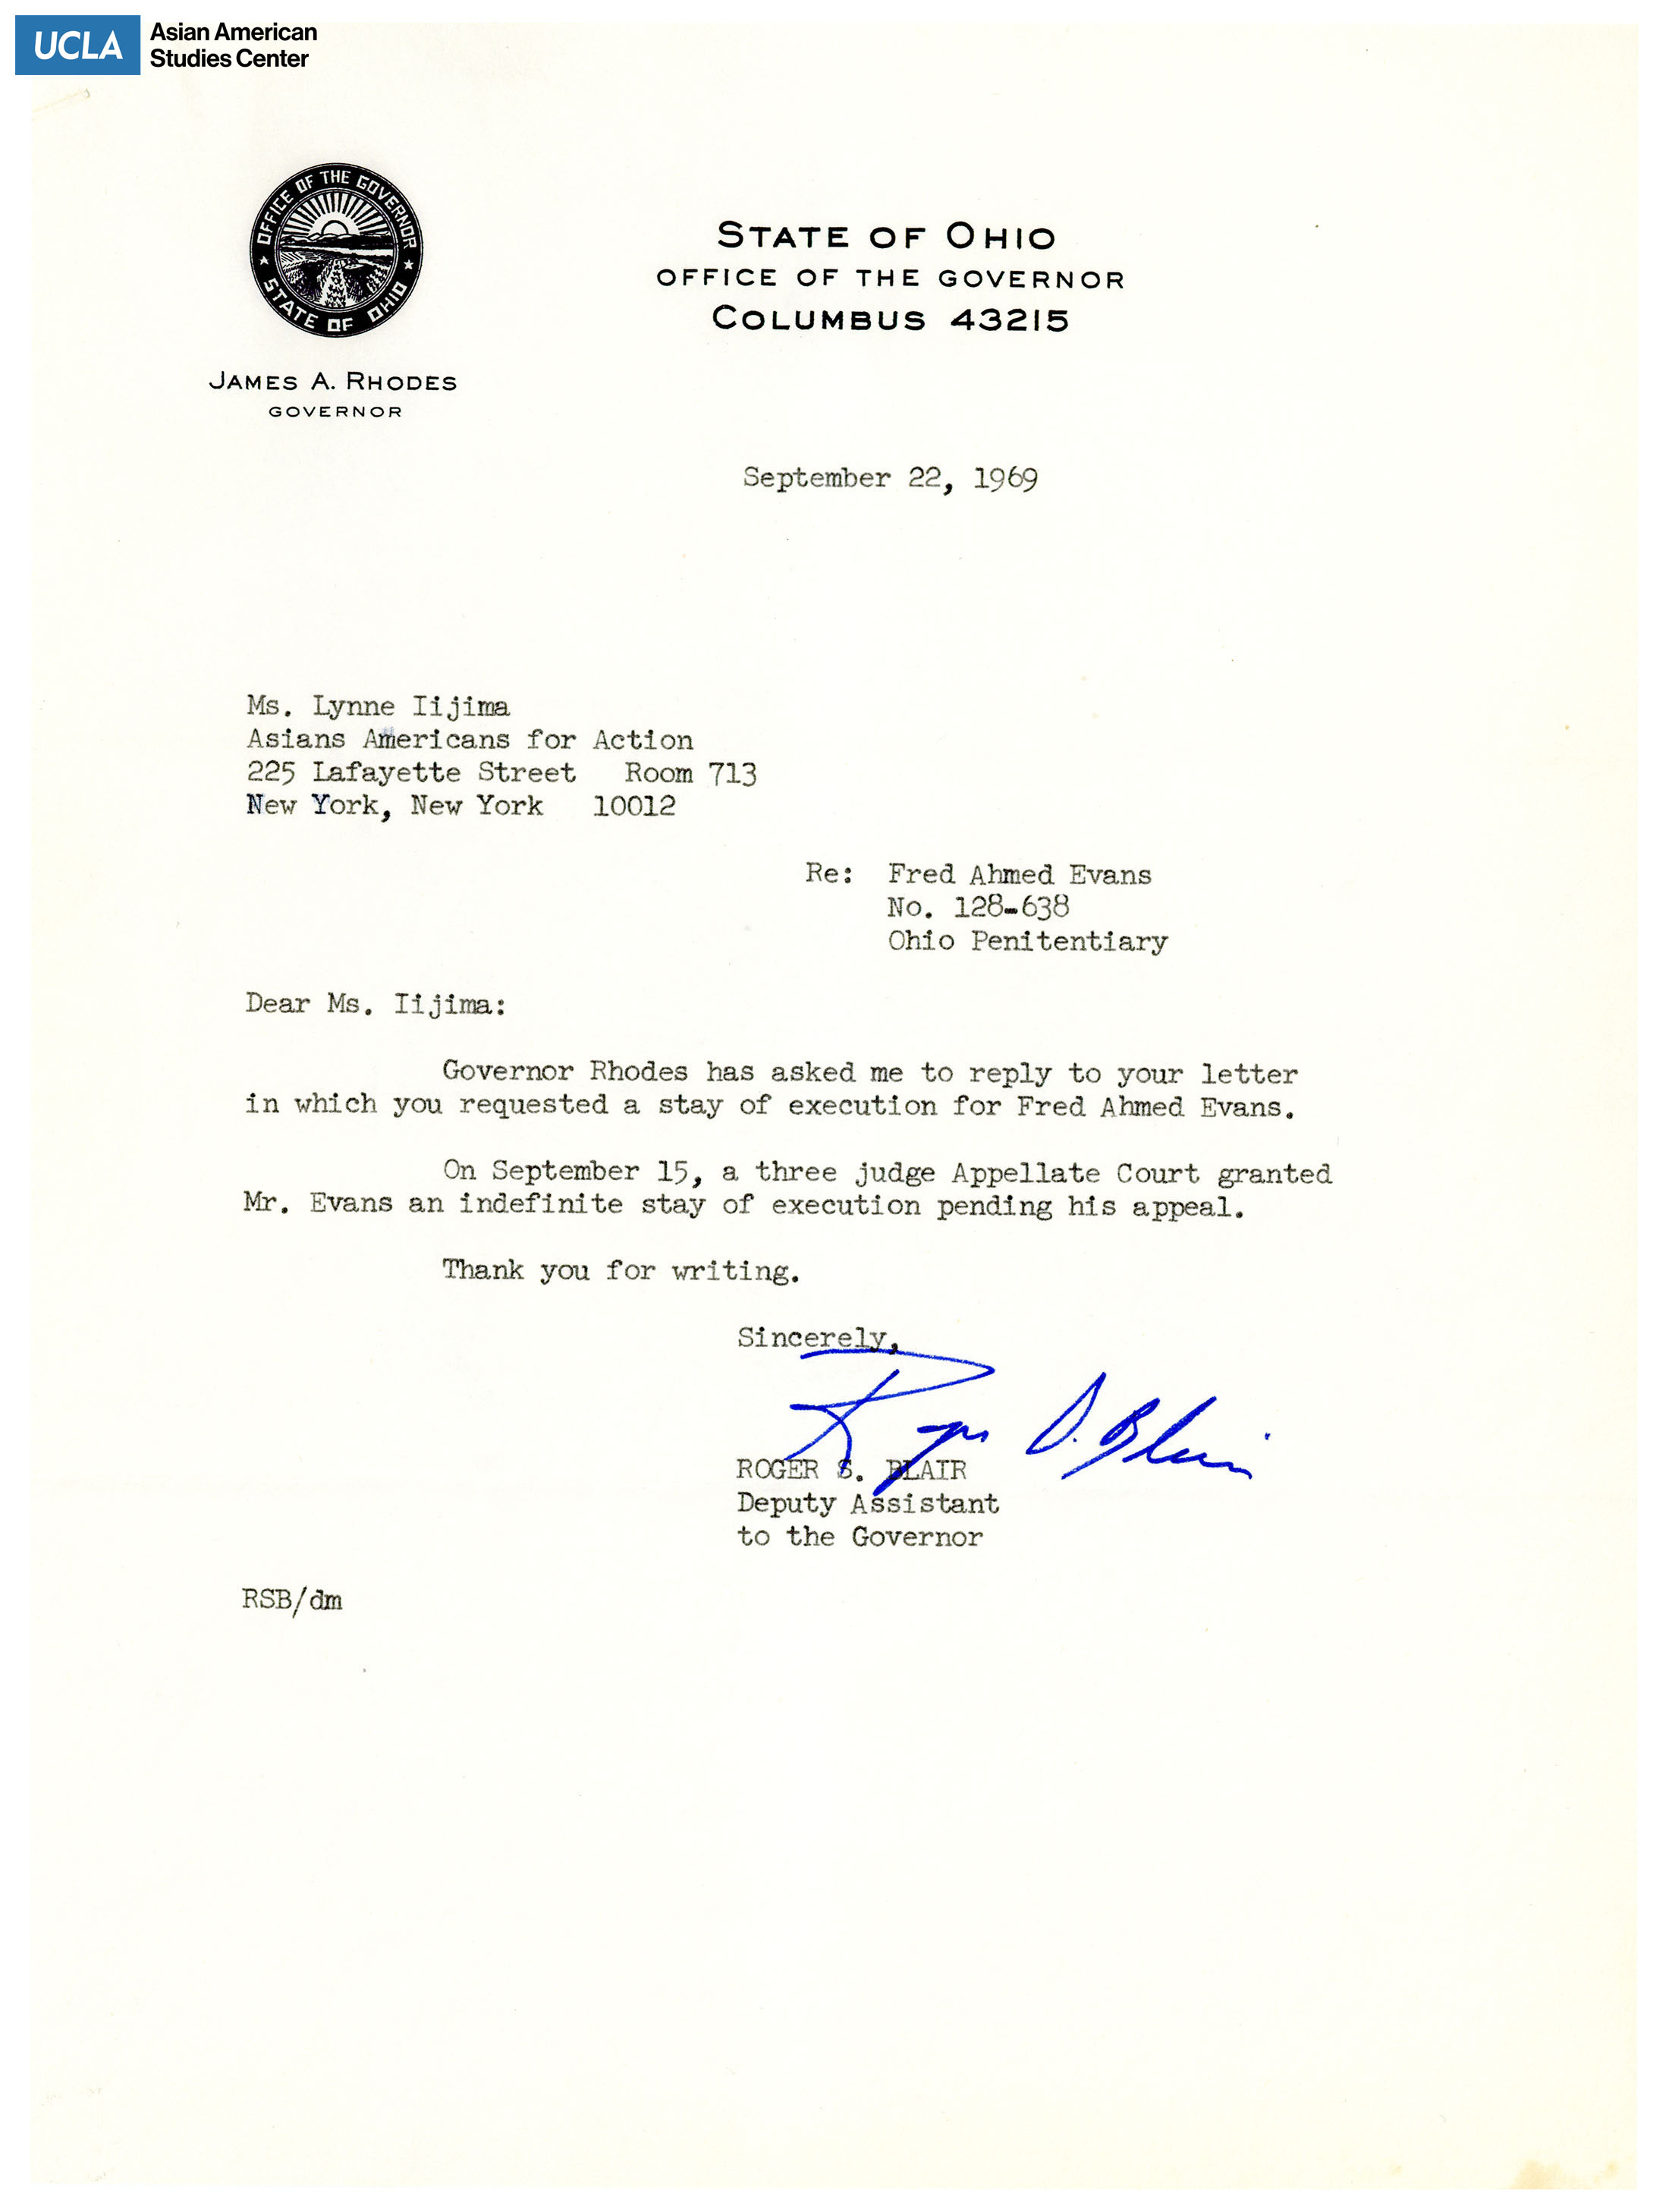 UCLA Asian American
Studies Center
OFFICE OF THE GOVERNOR
STATE OF OHIO
JAMES A. RHODES
GOVERNOR
STATE OF OHIO
OFFICE OF THE GOVERNOR
COLUMBUS 43215
September 22, 1969
Ms. Lynne Iijima
Asians Americans for Action
225 Lafayette Street Room 713
New York, New York 10012
Re: Fred Ahmed Evans
No. 128-638
Ohio Penitentiary
Dear Ms. Iijima:
Governor Rhodes has asked me to reply to your letter
in which you requested a stay of execution for Fred Ahmed Evans.
On September 15, a three judge Appellate Court granted
Mr. Evans an indefinite stay of execution pending his appeal.
Thank you for writing.
Sincerely,
Roger S. Blair
ROGER S. BLAIR
Deputy Assistant
to the Governor
RSB/dm